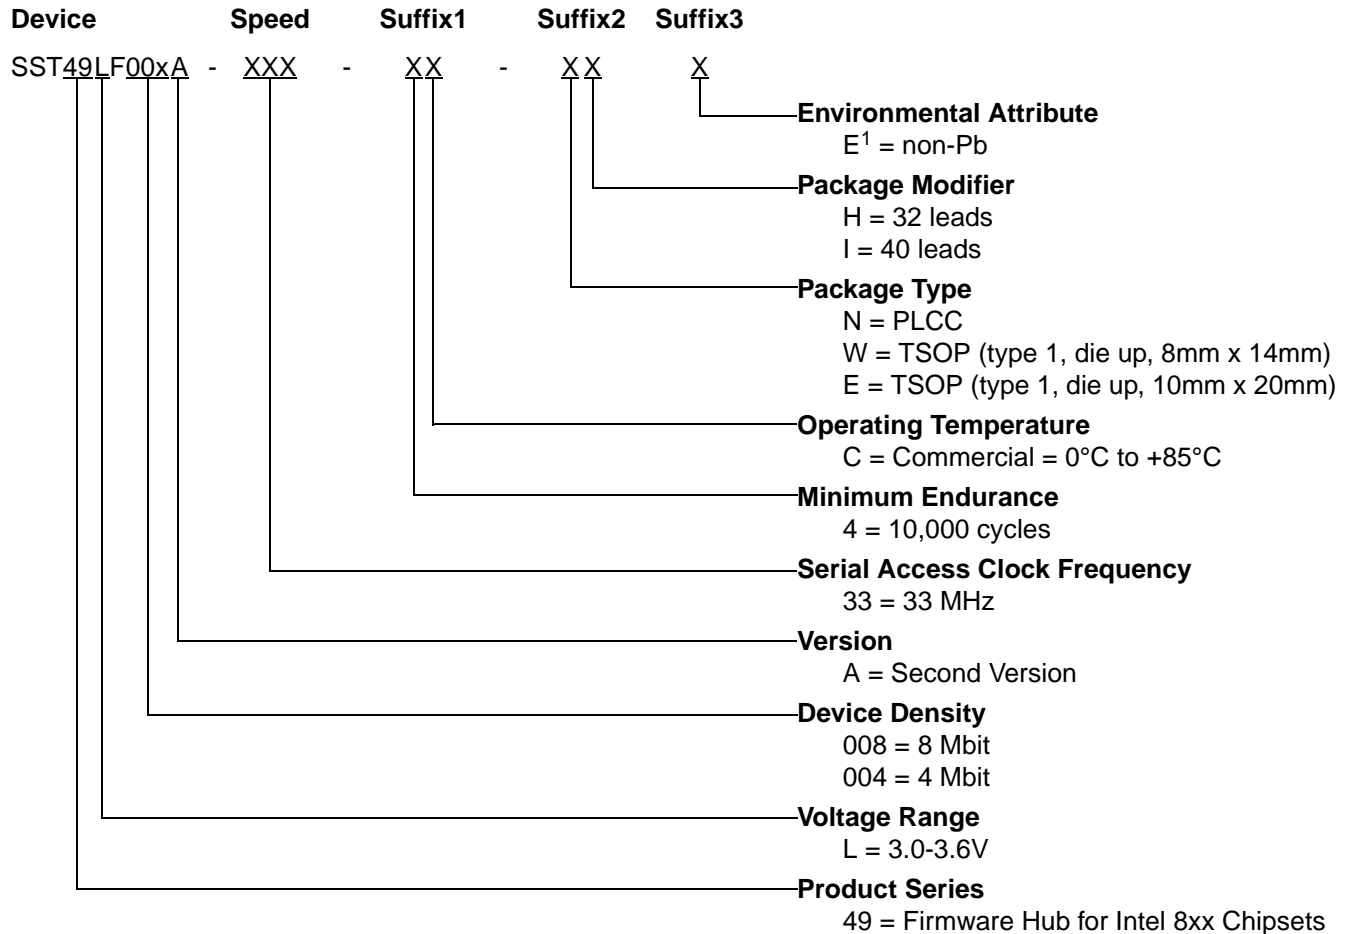 Device Speed Suffix1 Suffix2 Suffix3
SST49LF00xA - XXX - XX - XX X
Environmental Attribute
E1 = non-Pb
Package Modifier
H = 32 leads
I = 40 leads
Package Type
N = PLCC
W = TSOP (type 1, die up, 8mm x 14mm)
E = TSOP (type 1, die up, 10mm x 20mm)
Operating Temperature
C = Commercial = 0°C to +85°C
Minimum Endurance
4 = 10,000 cycles
Serial Access Clock Frequency
33 = 33 MHz
Version
A = Second Version
Device Density
008 = 8 Mbit
004 = 4 Mbit
Voltage Range
L = 3.0-3.6V
Product Series
49 = Firmware Hub for Intel 8xx Chipsets